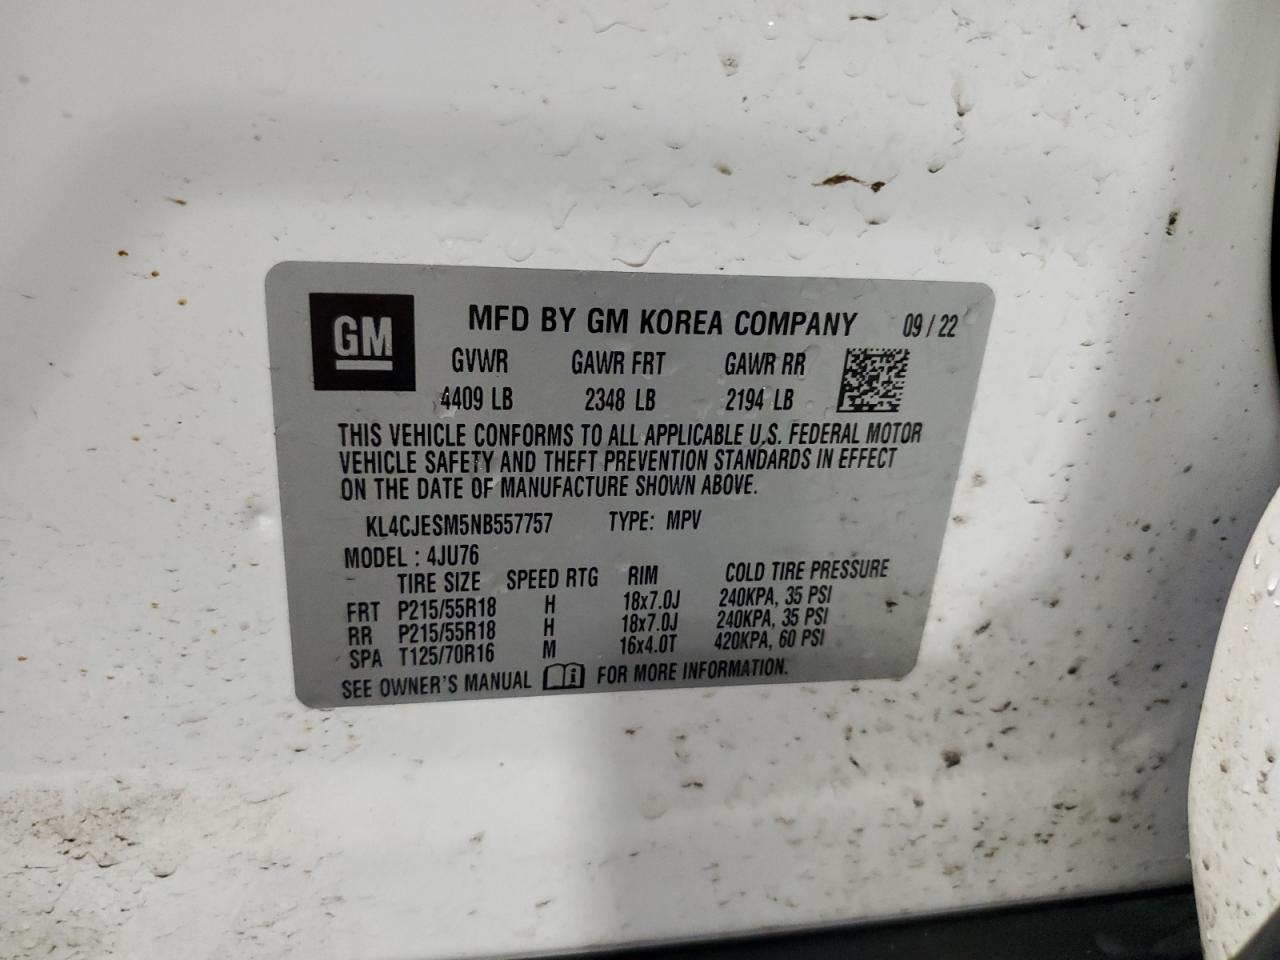 GM
MFD BY GM KOREA COMPANY 09 / 22
GVWR GAWR FRT GAWR RR
4409 LB 2348 LB 2194 LB
THIS VEHICLE CONFORMS TO ALL APPLICABLE U.S. FEDERAL MOTOR
VEHICLE SAFETY AND THEFT PREVENTION STANDARDS IN EFFECT
ON THE DATE OF MANUFACTURE SHOWN ABOVE.
KL4CJESM5NB557757 TYPE: MPV
MODEL : 4JU76
TIRE SIZE SPEED RTG RIM COLD TIRE PRESSURE
FRT P215/55R18 H 18x7.0J 240KPA, 35 PSI
RR P215/55R18 H 18x7.0J 240KPA, 35 PSI
SPA T125/70R16 M 16x4.0T 420KPA, 60 PSI
SEE OWNER'S MANUAL i FOR MORE INFORMATION.